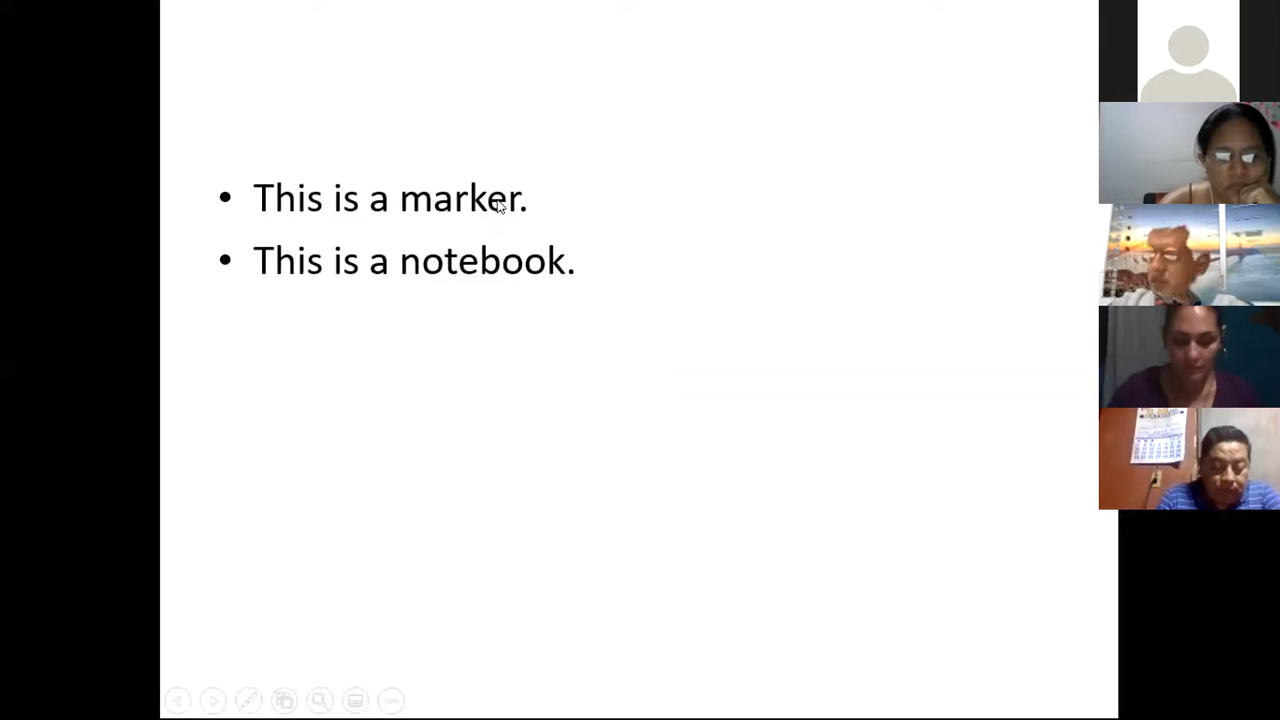 • This is a marker.
• This is a notebook.